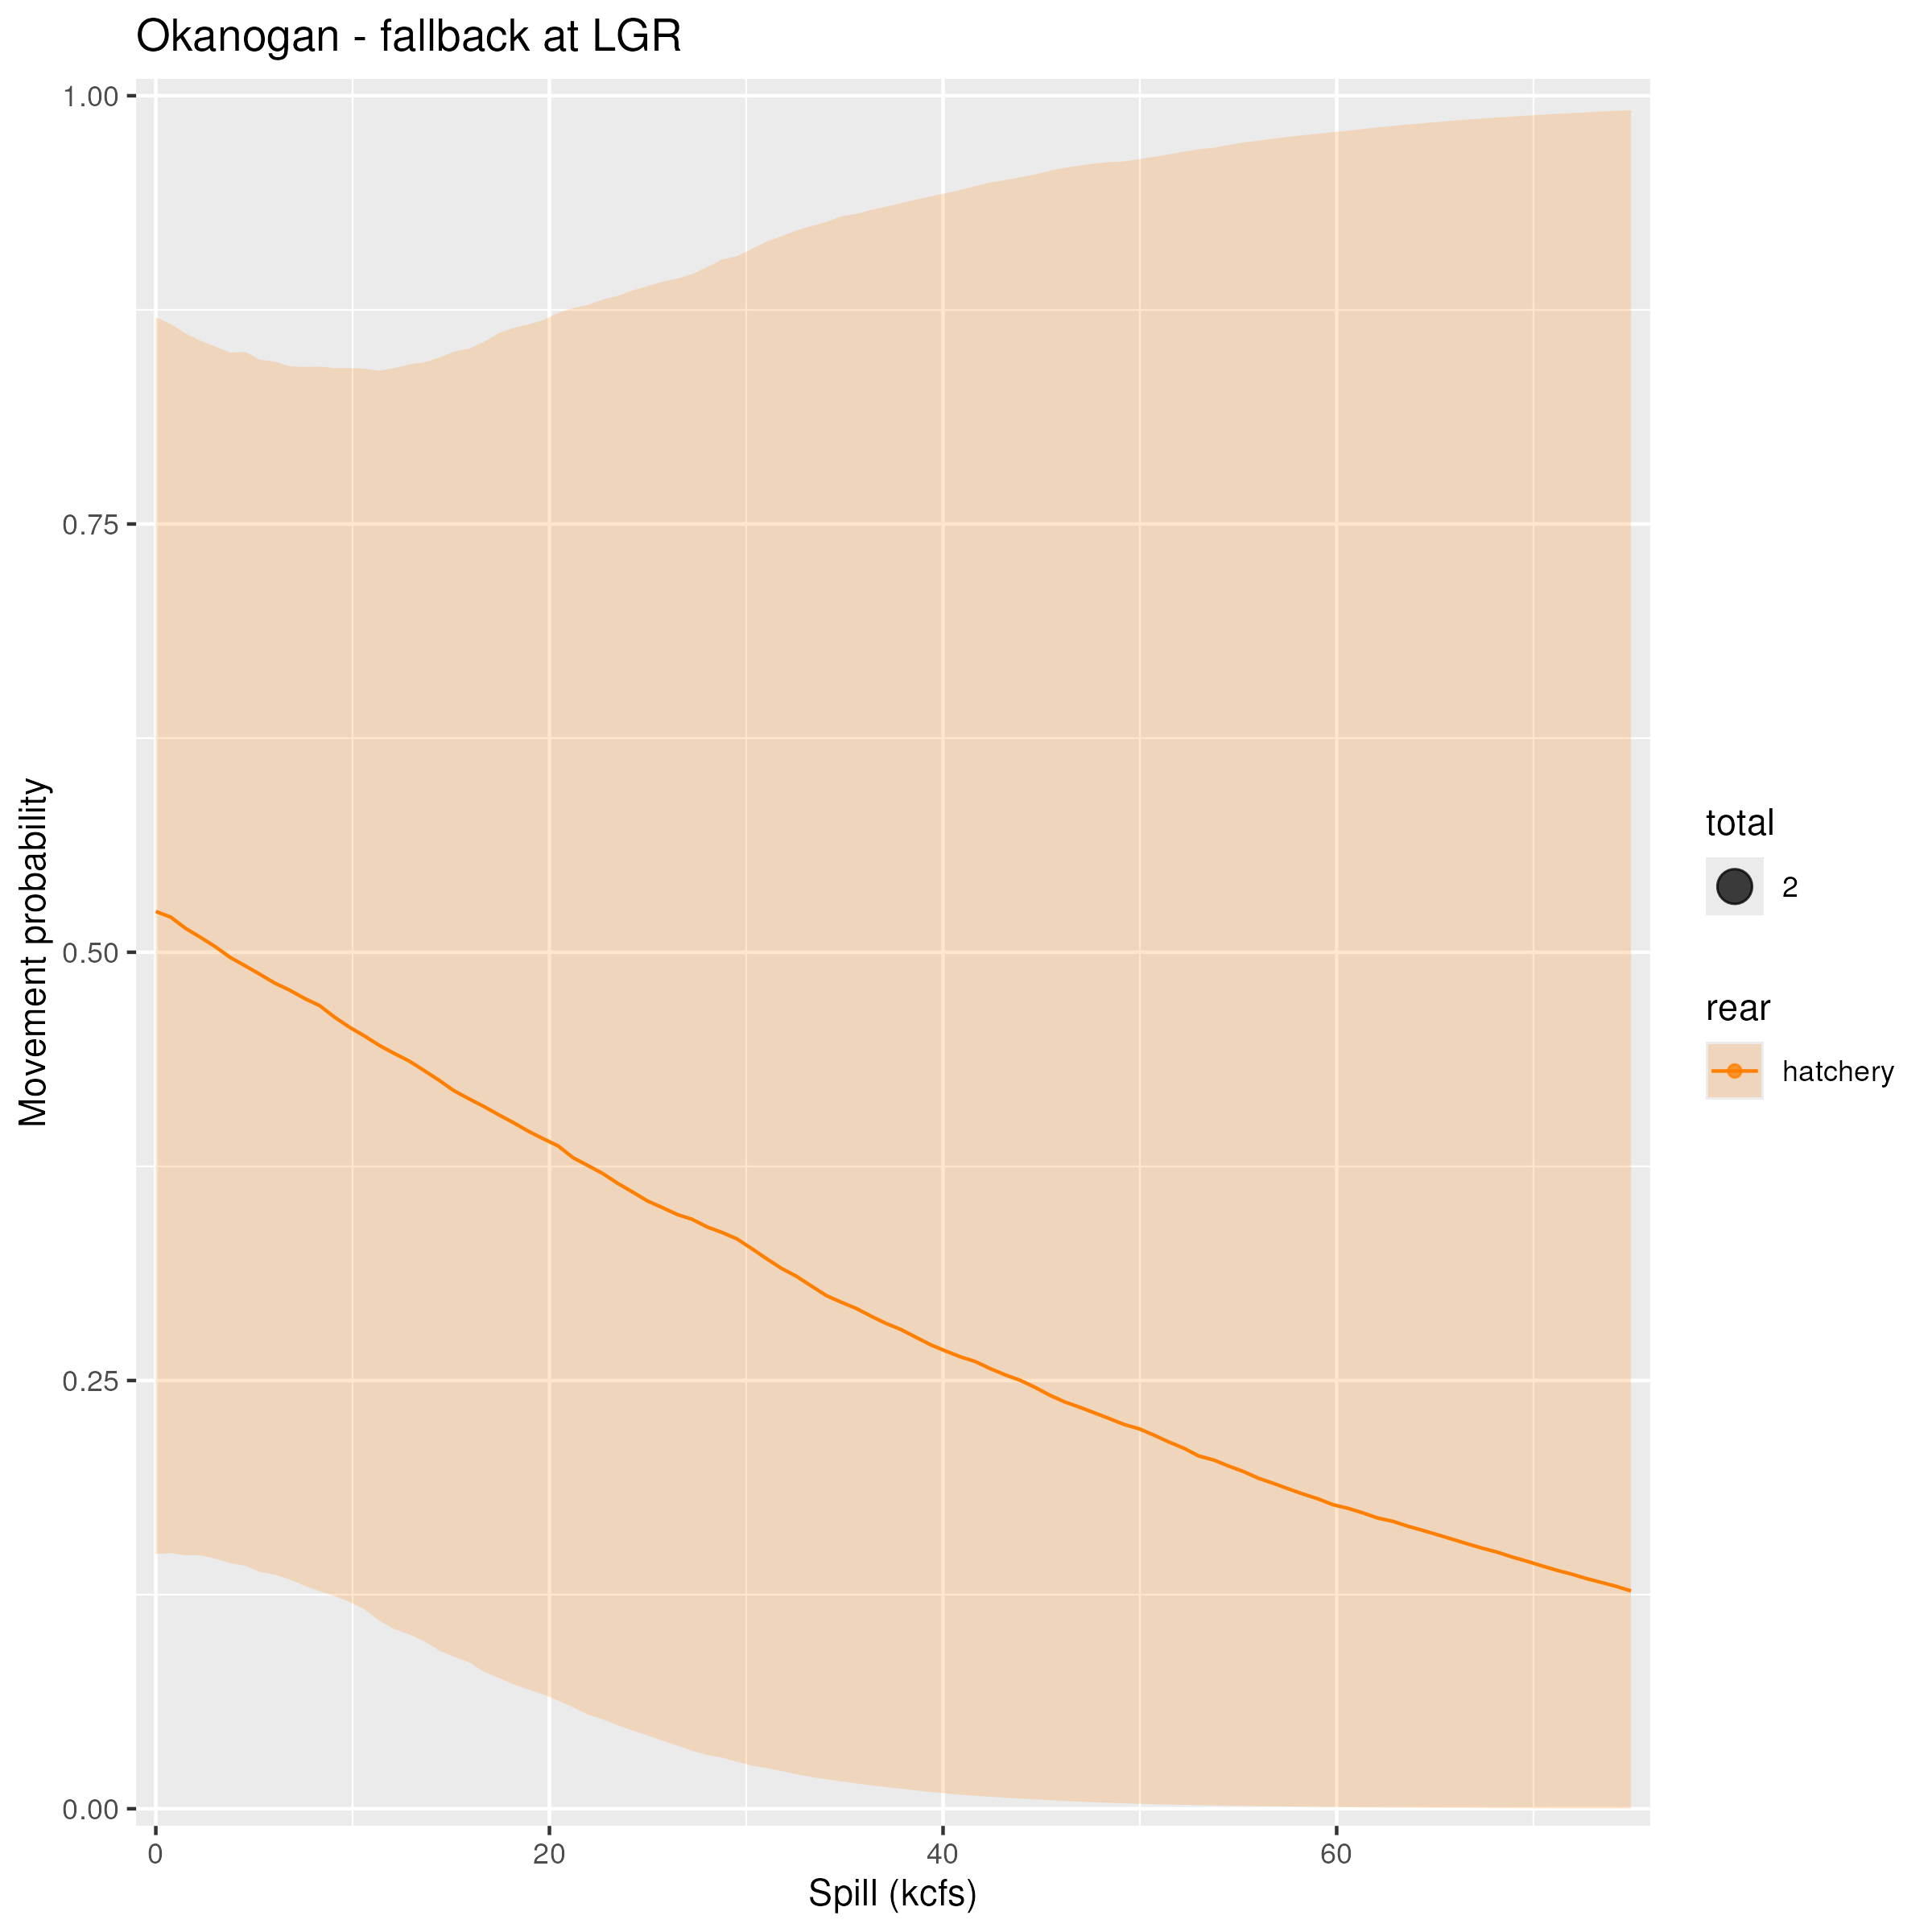 Okanogan - fallback at LGR
1.00
0.75
0.50
0.25
0.00
Movement probability
0
20
40
60
Spill (kcfs)
total
2
rear
hatchery